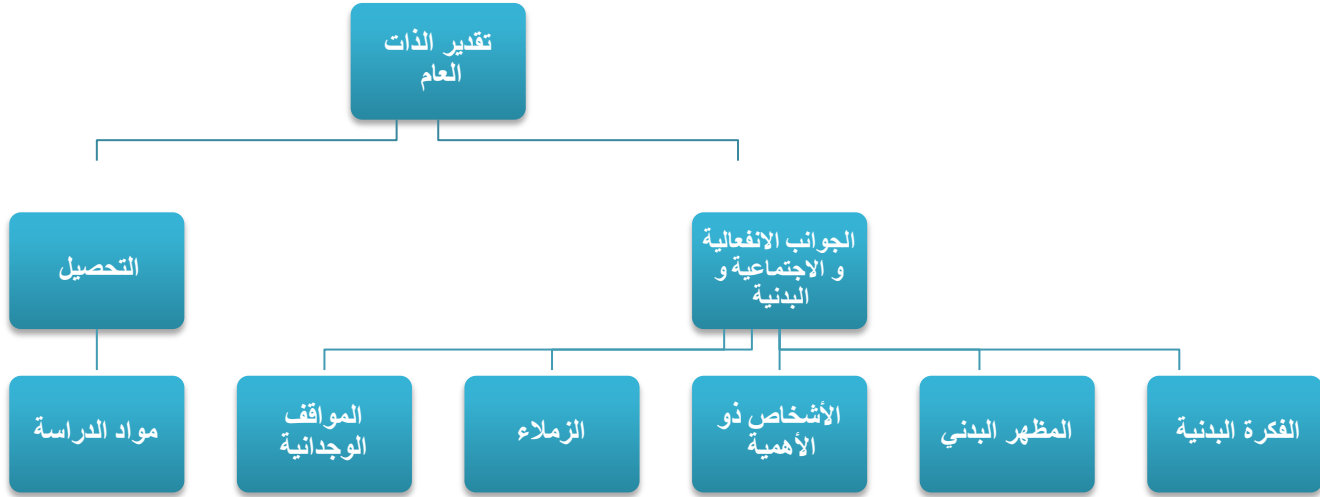 تقدير الذات
العام
الجوانب الانفعالية
و الاجتماعية و
البدنية
التحصيل
الفكرة البدنية
المظهر البدني
الأشخاص ذو
الأهمية
الزملاء
المواقف
الوجدانية
مواد الدراسة